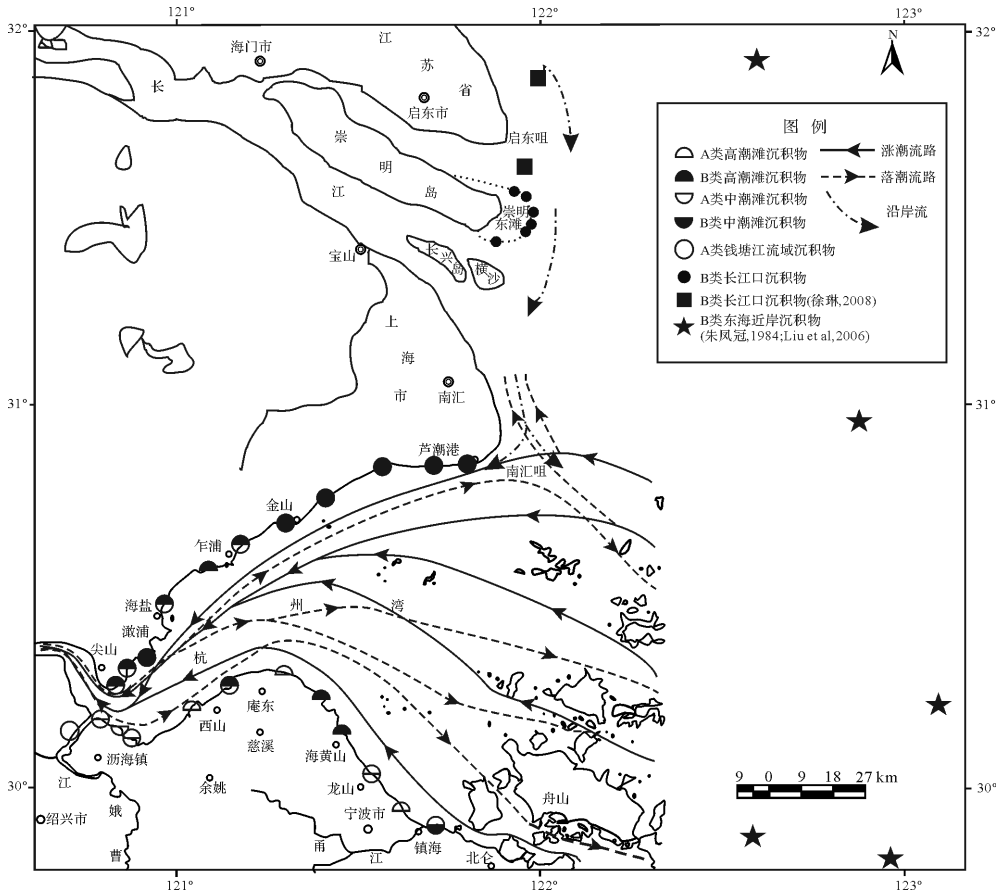 121°
122°
123°
32°
32°
海门市
江
苏
省
N
长
启东市
启东咀
崇
明
岛
江
崇明
东滩
宝山
长
兴
岛
横
沙
上
海
市
南汇
图 例
A类高潮滩沉积物
涨潮流路
B类高潮滩沉积物
落潮流路
A类中潮滩沉积物
沿岸流
B类中潮滩沉积物
A类钱塘江流域沉积物
B类长江口沉积物
B类长江口沉积物(徐琳,2008)
B类东海近岸沉积物
(朱凤冠,1984;Liu et al,2006)
31°
31°
芦潮港
南汇咀
金山
乍浦
海盐
澉浦
尖山
州
湾
杭
西山
庵东
慈溪
沥海镇
海黄山
江
余姚
龙山
娥
宁波市
舟山
绍兴市
曹
甬
江
镇海
北仑
30°
30°
9 0 9 18 27 km
121°
122°
123°